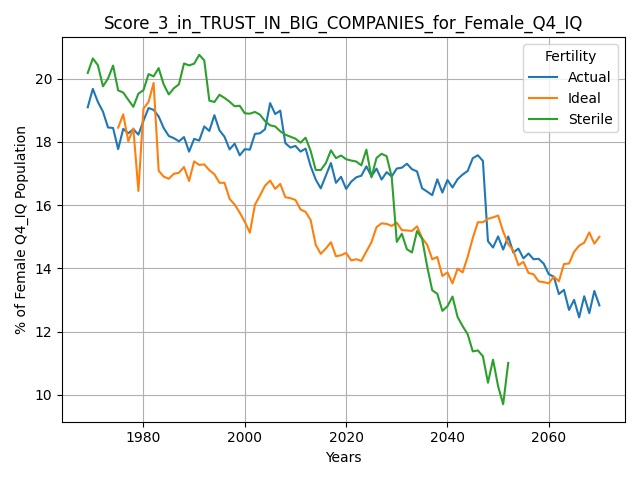 Score_3_in_TRUST_IN_BIG_COMPANIES_for_Female_Q4_IQ
Fertility
Actual
Ideal
Sterile
% of Female Q4_IQ Population
20
18
16
14
12
10
1980
2000
2020
2040
2060
Years